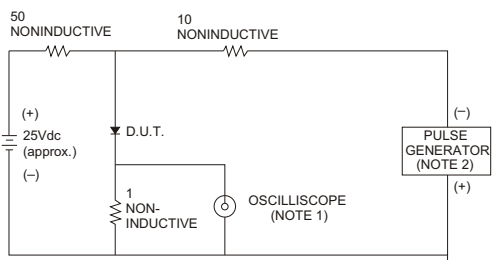 50
NONINDUCTIVE
10
NONINDUCTIVE
(+)
25Vdc
(approx.)
(–)
D.U.T.
1
NON-
INDUCTIVE
OSCILLISCOPE
(NOTE 1)
(–)
PULSE
GENERATOR
(NOTE 2)
(+)